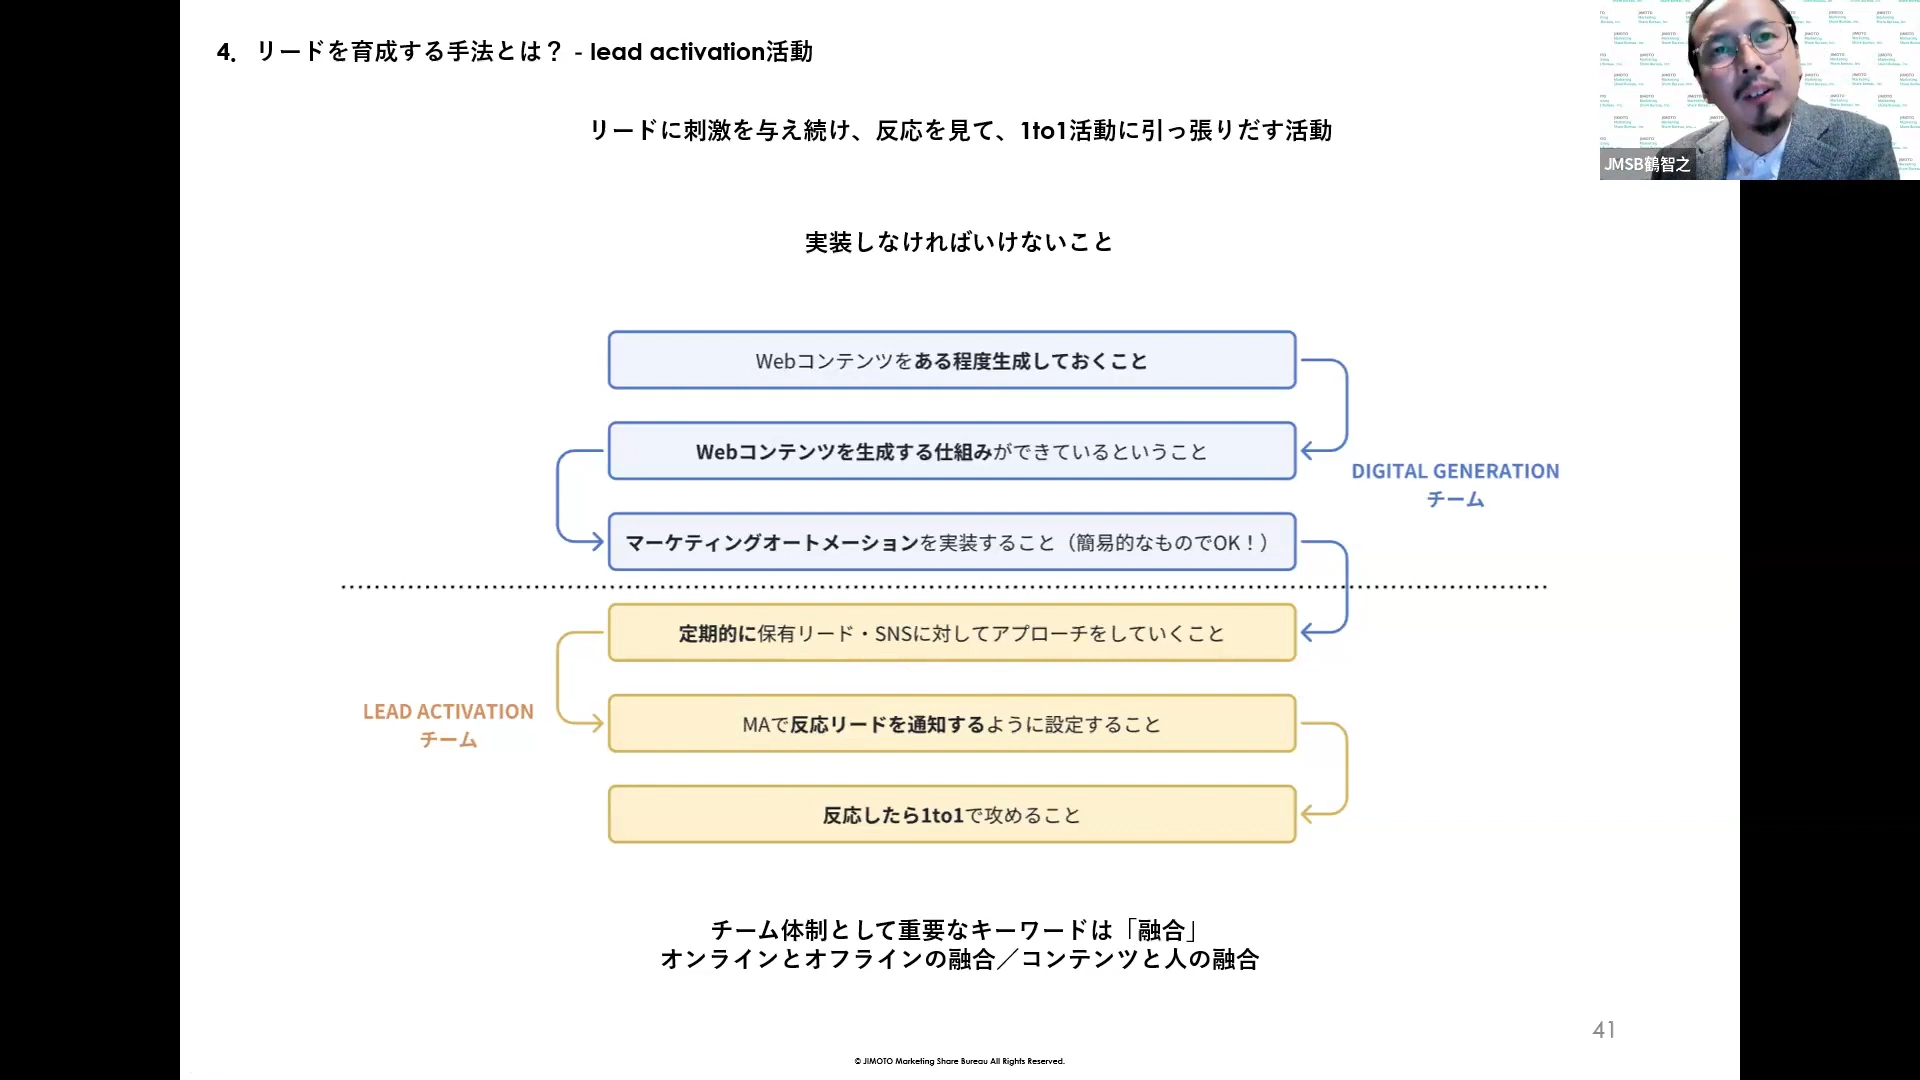 4. リードを育成する手法とは？ - lead activation活動
リードに刺激を与え続け、反応を見て、1to1活動に引っ張りだす活動
JMSB鶴智之
実装しなければいけないこと
Webコンテンツをある程度生成しておくこと
Webコンテンツを生成する仕組みができているということ
DIGITAL GENERATION
チーム
マーケティングオートメーションを実装すること（簡易的なものでOK！）
定期的に保有リード・SNSに対してアプローチをしていくこと
LEAD ACTIVATION
チーム
MAで反応リードを通知するように設定すること
反応したら1to1で攻めること
チーム体制として重要なキーワードは「融合」
オンラインとオフラインの融合／コンテンツと人の融合
41
© JIMOTO Marketing Share Bureau All Rights Reserved.